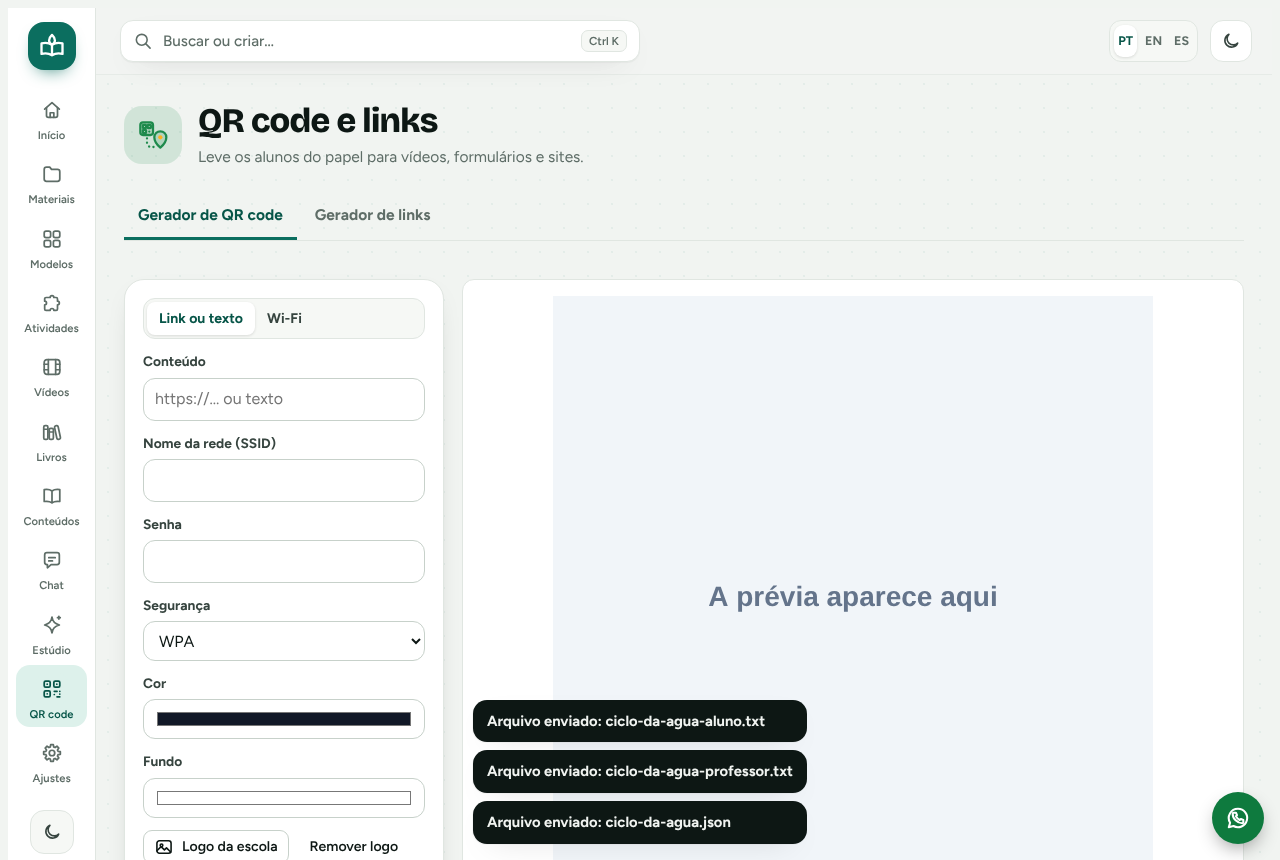 Buscar ou criar...
Ctrl K
PT
EN
ES
Início
Materiais
Modelos
Atividades
Vídeos
Livros
Conteúdos
Chat
Estúdio
QR code
Ajustes
QR code e links
Leve os alunos do papel para vídeos, formulários e sites.
Gerador de QR code
Gerador de links
Link ou texto
Wi-Fi
Conteúdo
https://... ou texto
Nome da rede (SSID)
Senha
Segurança
WPA
Cor
Fundo
Logo da escola
Remover logo
A prévia aparece aqui
Arquivo enviado: ciclo-da-agua-aluno.txt
Arquivo enviado: ciclo-da-agua-professor.txt
Arquivo enviado: ciclo-da-agua.json